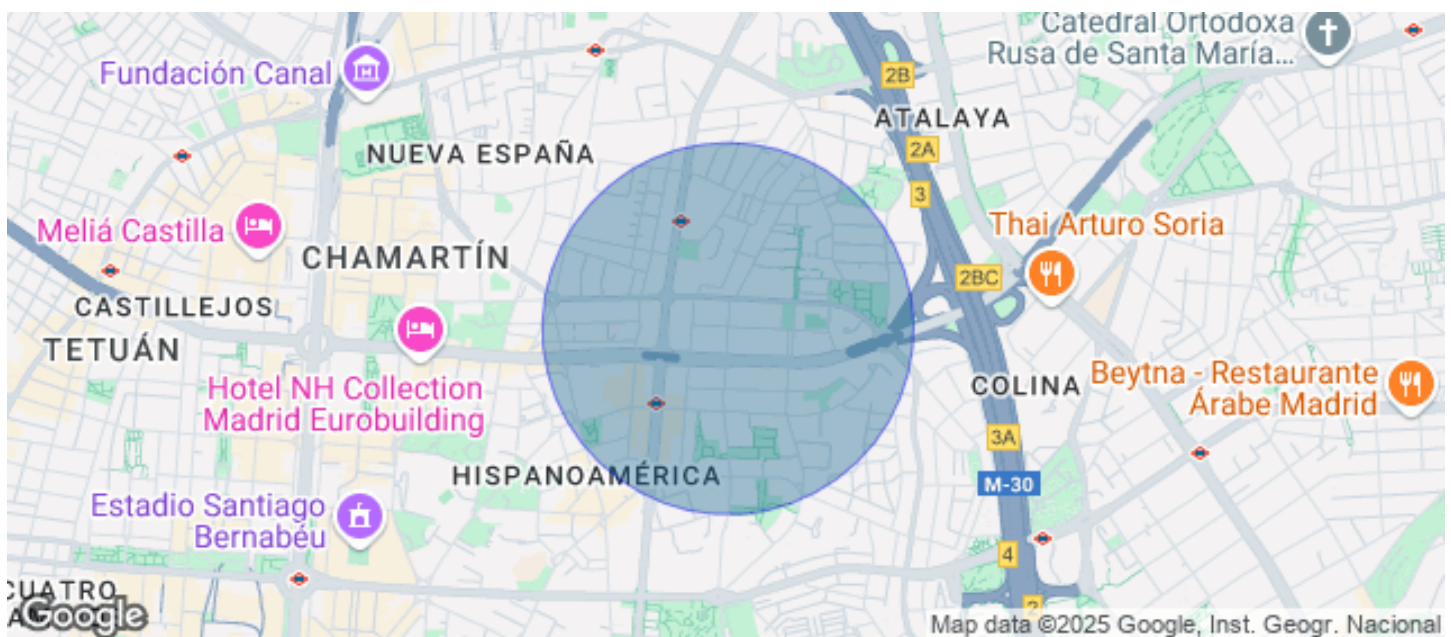 Catedral Ortodoxa
Rusa de Santa María...
Fundación Canal
2B
ATALAYA
NUEVA ESPAÑA
2A
3
Meliá Castilla
Thai Arturo Soria
CHAMARTÍN
2BC
CASTILLEJOS
TETUÁN
Hotel NH Collection
Madrid Eurobuilding
COLINA
Beytna - Restaurante
Árabe Madrid
3A
HISPANOAMÉRICA
M-30
Estadio Santiago
Bernabéu
4
CUATRO
2
Google
Map data ©2025 Google, Inst. Geogr. Nacional